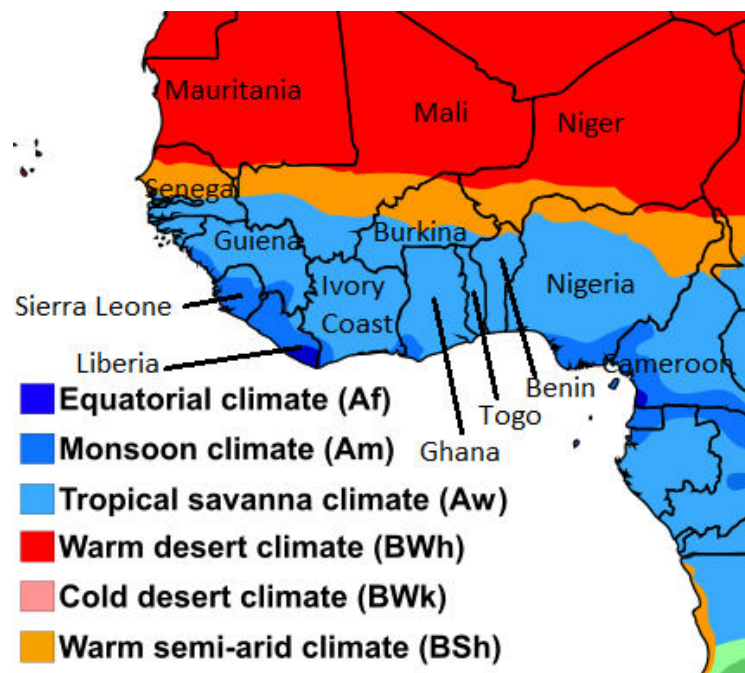 Mauritania
Mali
Niger
Senegal
Guiena
Burkina
Ivory
Coast
Nigeria
Sierra Leone
Liberia
Cameroon
Benin
Togo
Ghana
Equatorial climate (Af)
Monsoon climate (Am)
Tropical savanna climate (Aw)
Warm desert climate (BWh)
Cold desert climate (BWk)
Warm semi-arid climate (BSh)